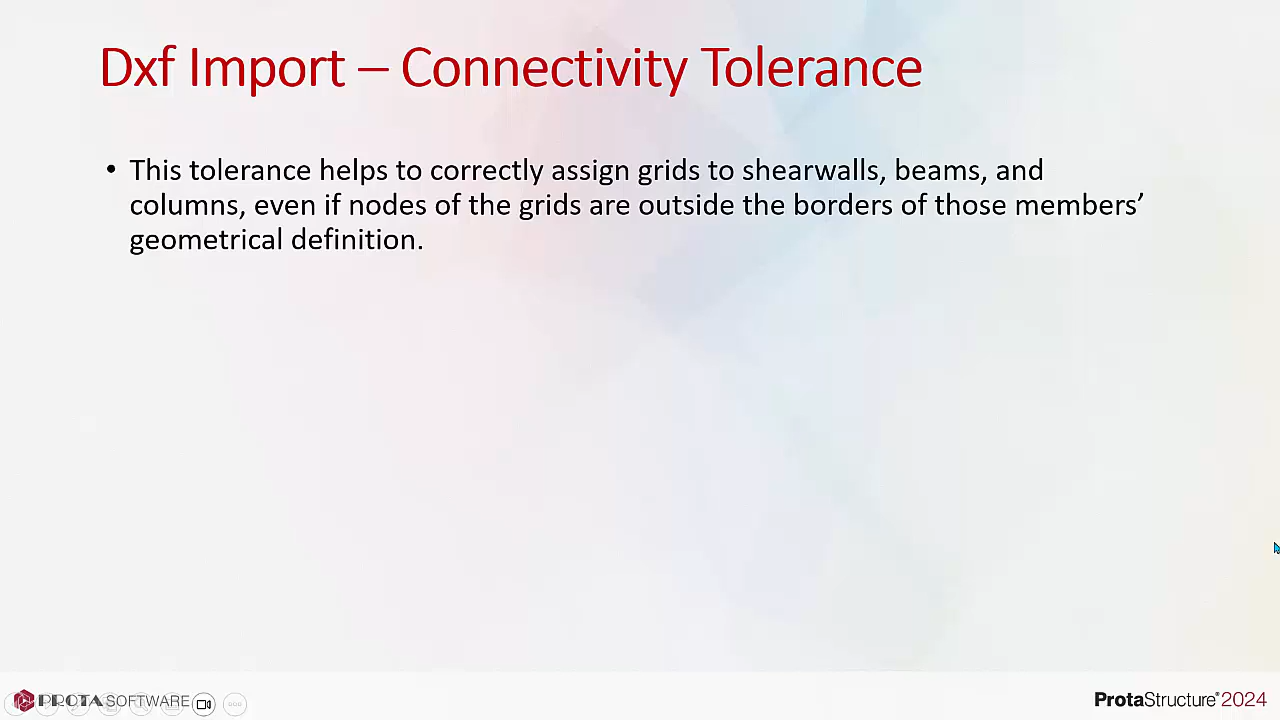 Dxf Import – Connectivity Tolerance
• This tolerance helps to correctly assign grids to shearwalls, beams, and
columns, even if nodes of the grids are outside the borders of those members’
geometrical definition.
PROTA SOFTWARE
ProtaStructure® 2024